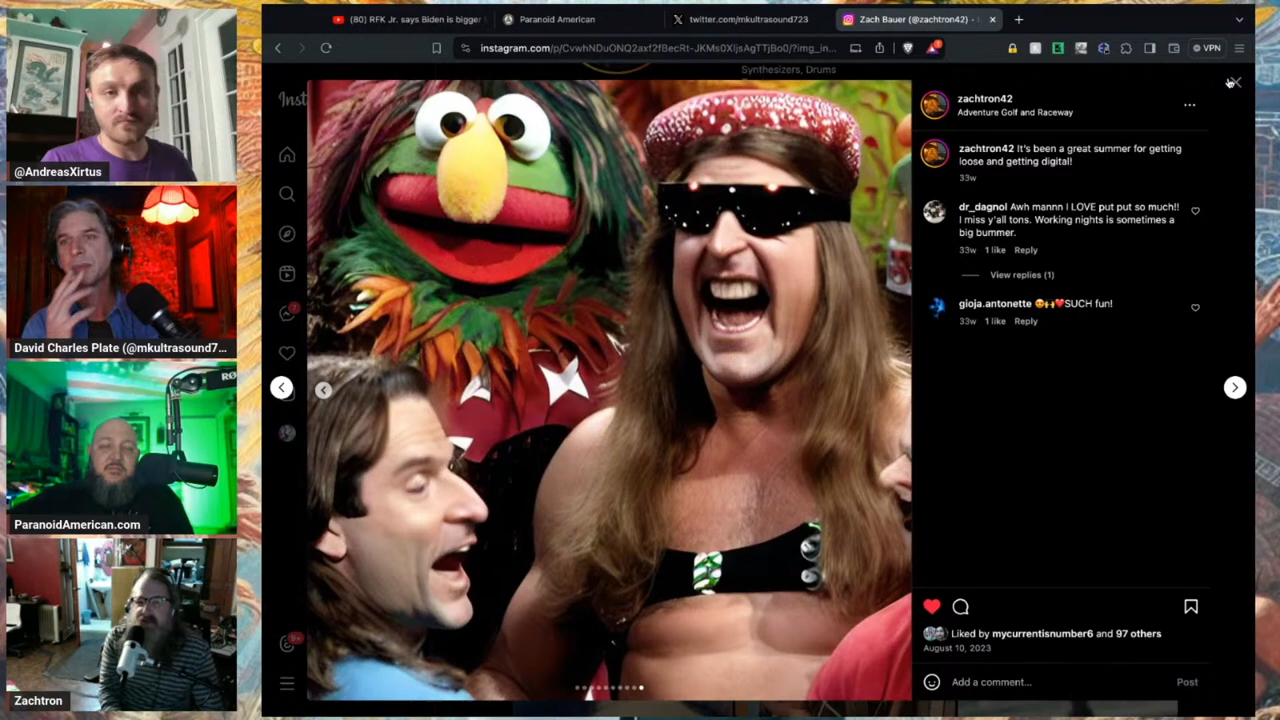 (80) RFK Jr. says Biden is bigger
Paranoid American
twitter.com/mkultrasound723
Zach Bauer (@zachtron42) -
instagram.com/p/CvwhNDuONQ2axf2fBecRt-JKMs0XIjsAgTTjBo0/?img_in...
VPN
Synthesizers, Drums
Inst
zachtron42
Adventure Golf and Raceway
zachtron42 It's been a great summer for getting
loose and getting digital!
33w
dr_dagnol Awh mannn I LOVE put put so much!!
I miss y'all tons. Working nights is sometimes a
big bummer.
33w 1 like Reply
View replies (1)
gioja.antonette 😍🙌❤️SUCH fun!
33w 1 like Reply
Liked by mycurrentisnumber6 and 97 others
August 10, 2023
Add a comment...
Post
9+
@AndreasXirtus
David Charles Plate (@mkultrasound7...
RØ
ParanoidAmerican.com
Zachtron